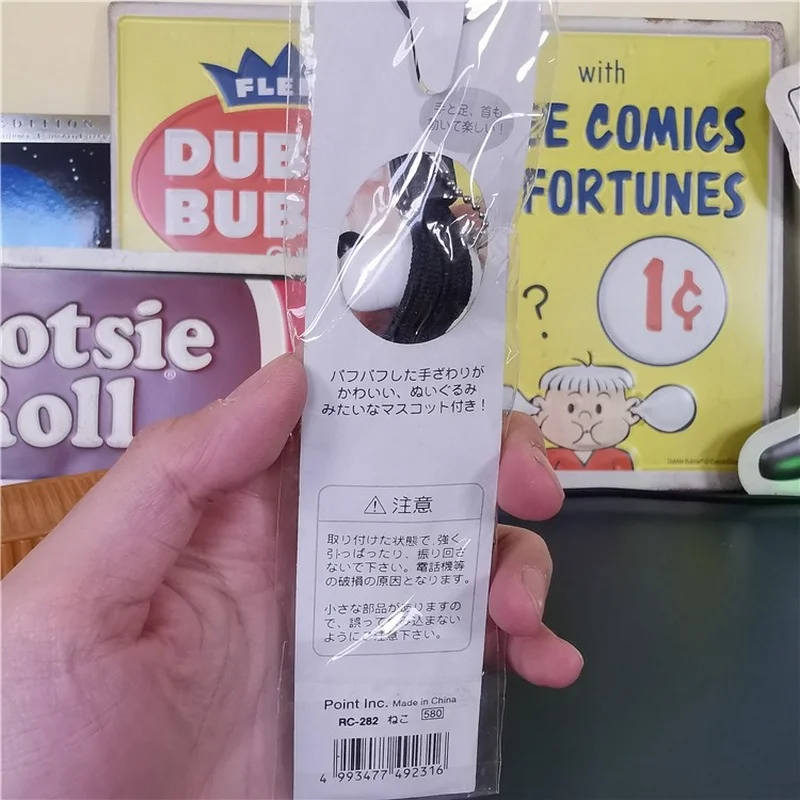 EDITION
FLE
DUB
BUB
with
EE COMICS
FORTUNES
1¢
?
otsie
Roll
手と足、首も
動いて楽しい!
パフパフした手ざわりが
かわいい、ぬいぐるみ
みたいなマスコット付き!
⚠ 注意
取り付けた状態で、強く
引っぱったり、振り回さ
ないで下さい。電話機等
の破損の原因となります。
小さな部品がありますの
で、誤って 込まない
ようにご注意下さい。
Point Inc. Made in China
RC-282 ねこ 580
4 993477 492316